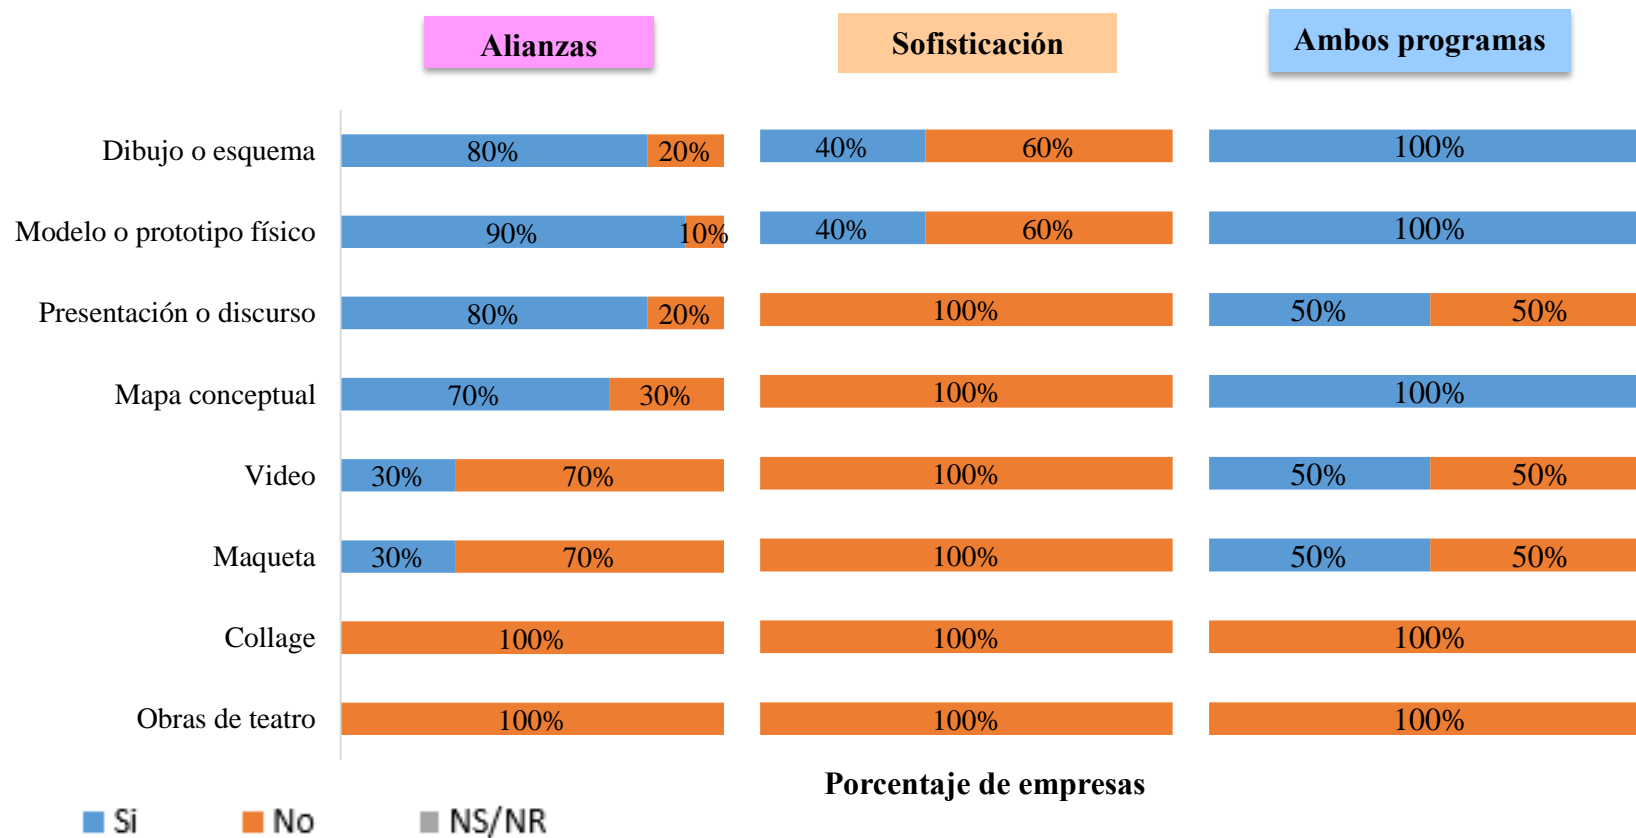 Alianzas Sofisticación Ambos programas
Dibujo o esquema 80% 20% 40% 60% 100%
Modelo o prototipo físico 90% 10% 40% 60% 100%
Presentación o discurso 80% 20% 100% 50% 50%
Mapa conceptual 70% 30% 100% 100%
Video 30% 70% 100% 50% 50%
Maqueta 30% 70% 100% 50% 50%
Collage 100% 100% 100%
Obras de teatro 100% 100% 100%
Porcentaje de empresas
Si No NS/NR